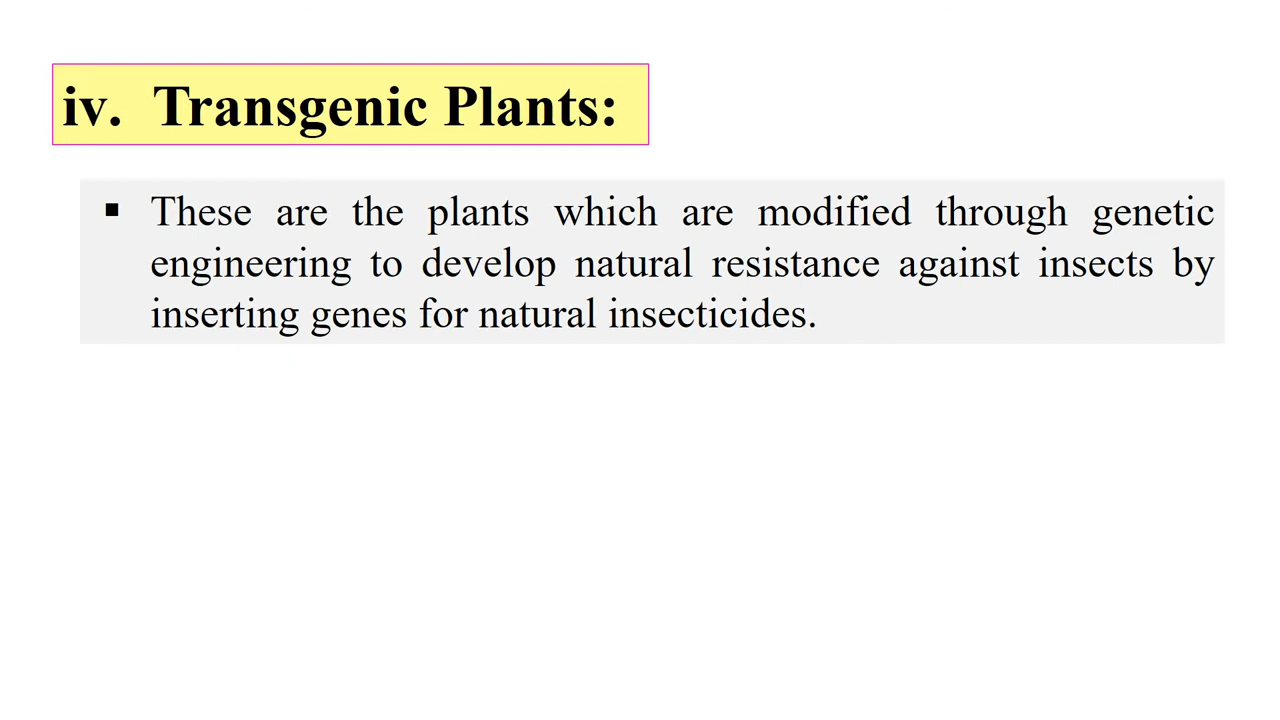 iv. Transgenic Plants:
▪ These are the plants which are modified through genetic
engineering to develop natural resistance against insects by
inserting genes for natural insecticides.